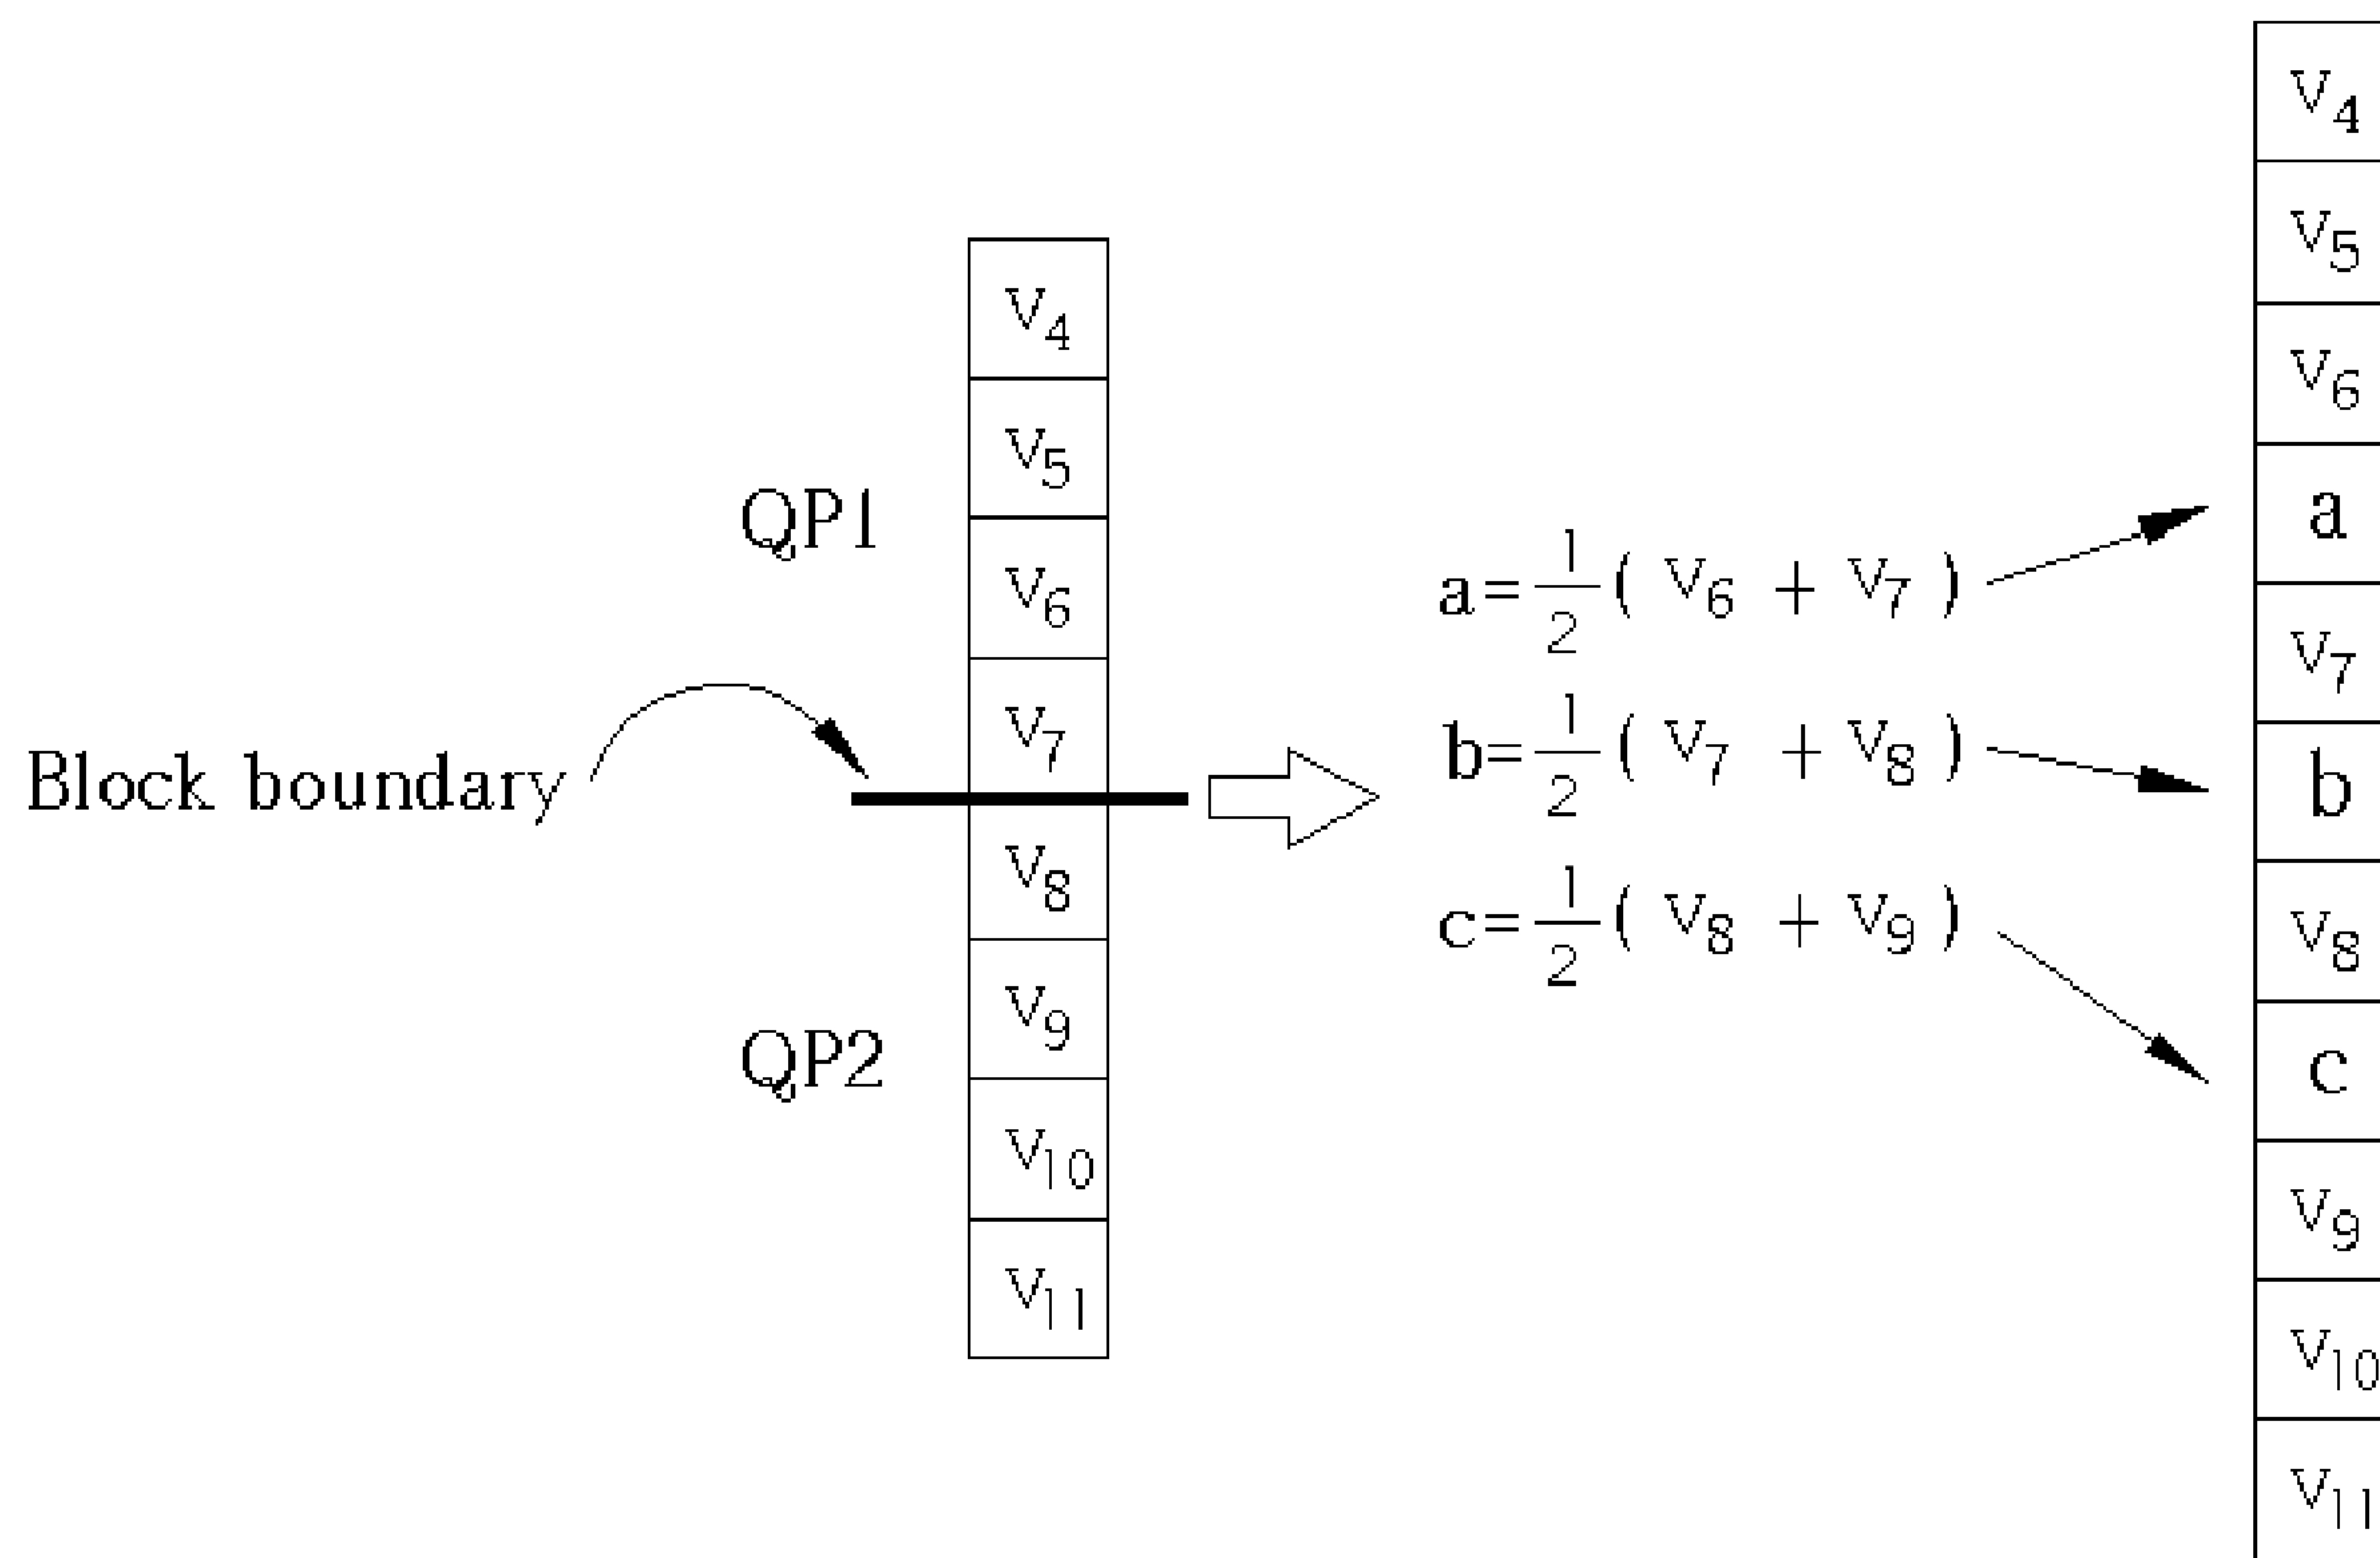 Block boundary
QP1
QP2
v₄
v₅
v₆
v₇
v₈
v₉
v₁₀
v₁₁
a=1/2( v₆ + v₇ )
b=1/2( v₇ + v₈ )
c=1/2( v₈ + v₉ )
v₄
v₅
v₆
a
v₇
b
v₈
c
v₉
v₁₀
v₁₁